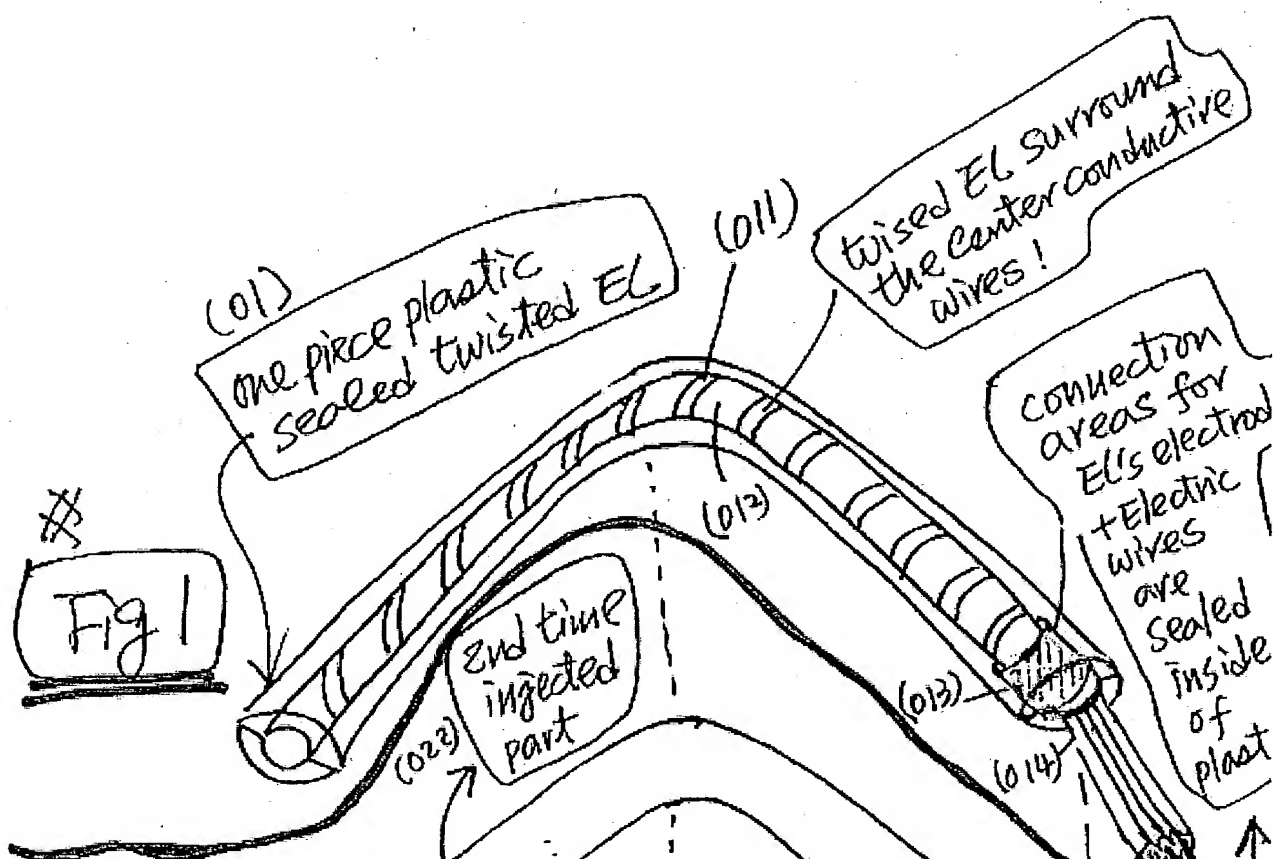 (01)
one piece plastic
sealed twisted EL
(011)
twised EL surround
the center conductive
wires!
(012)
connection
areas for
EL's electrod
+Electric
wires
are
sealed
inside
of
plast
Fig 1
2nd time
injected
part
(022)
(013)
(014)